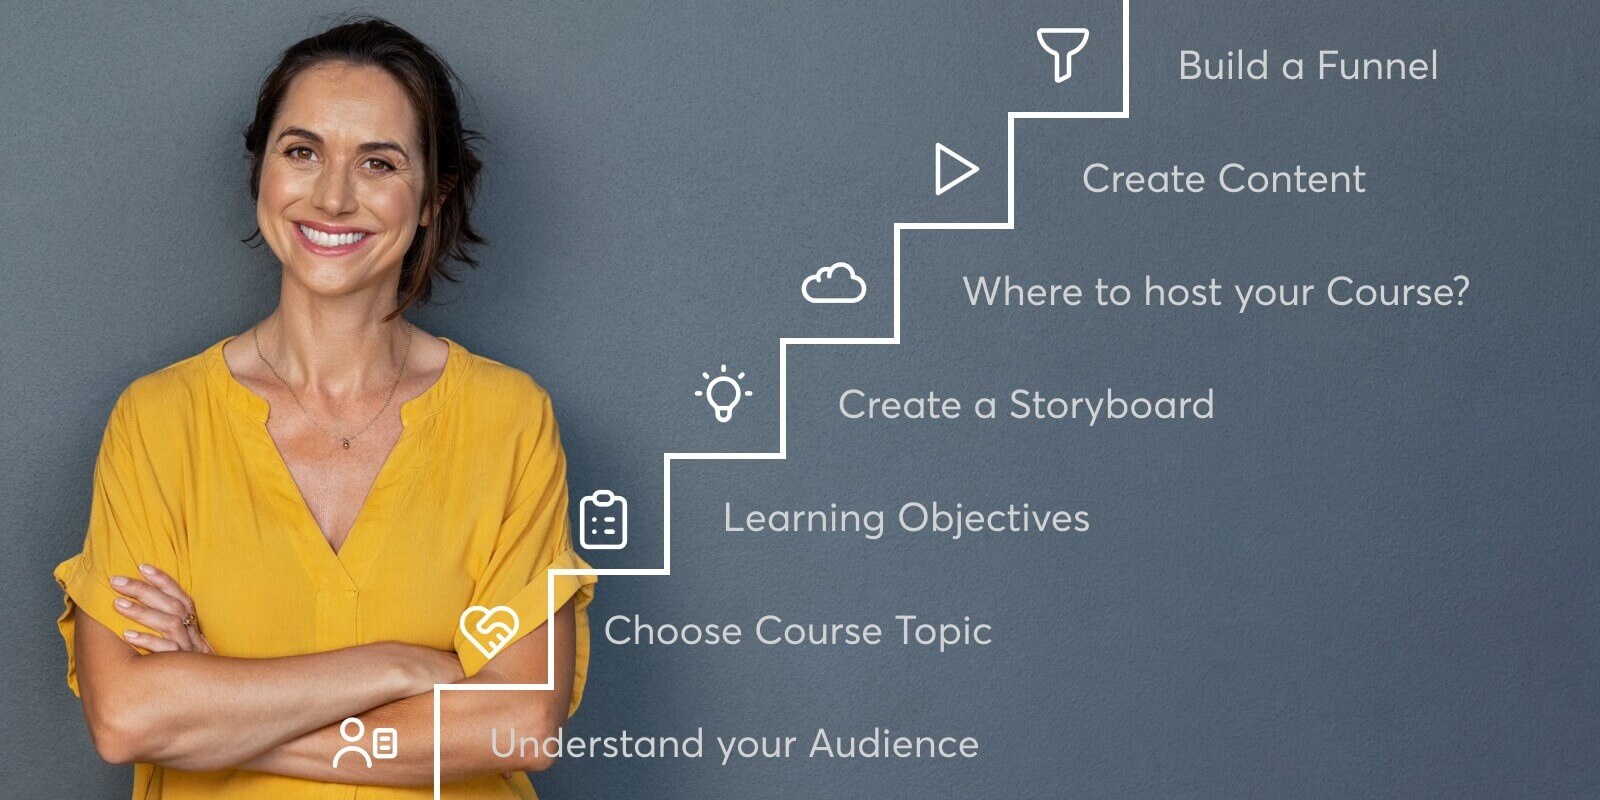 Build a Funnel
Create Content
Where to host your Course?
Create a Storyboard
Learning Objectives
Choose Course Topic
Understand your Audience